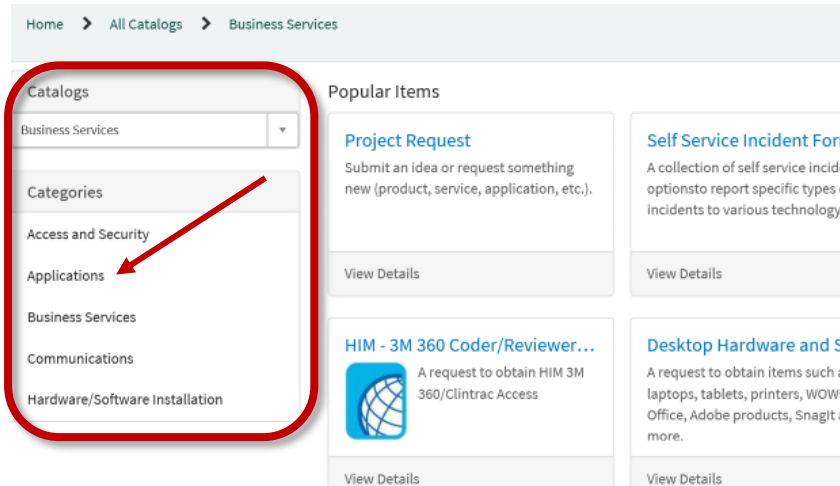 Home > All Catalogs > Business Services
Catalogs
Business Services
Categories
Access and Security
Applications
Business Services
Communications
Hardware/Software Installation
Popular Items
Project Request
Submit an idea or request something
new (product, service, application, etc.).
View Details
Self Service Incident
A collection of self service
optionsto report specific types
incidents to various technology
View Details
HIM - 3M 360 Coder/Reviewer...
A request to obtain HIM 3M
360/Clintrac Access
View Details
Desktop Hardware and
A request to obtain items such
laptops, tablets, printers,
Office, Adobe products, SnagIt
more.
View Details